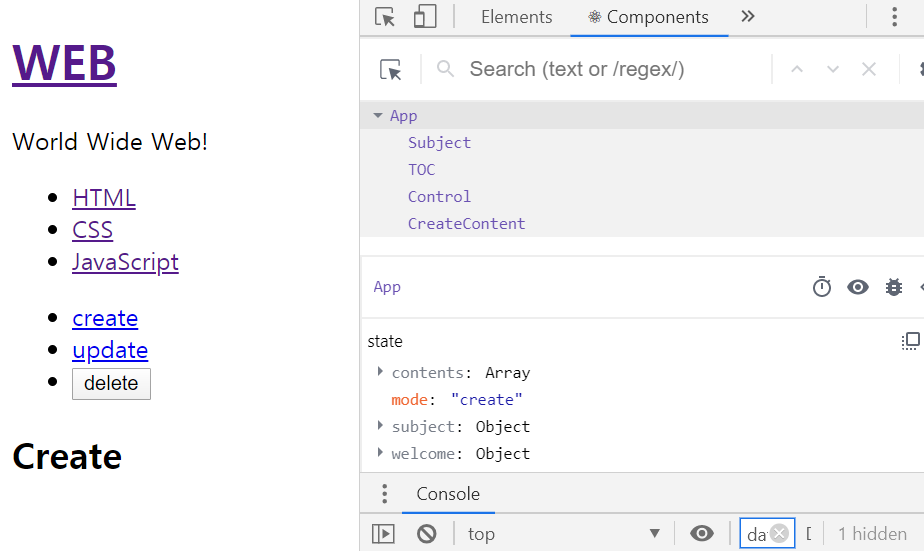 WEB
World Wide Web!
HTML
CSS
JavaScript
create
update
delete
Create
Elements
Components
Search (text or /regex/)
App
Subject
TOC
Control
CreateContent
App
state
contents: Array
mode: "create"
subject: Object
welcome: Object
Console
top
da
1 hidden